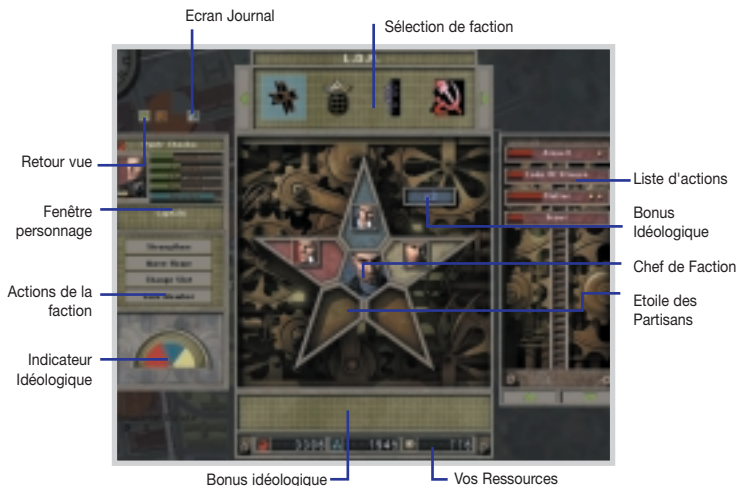 Ecran Journal
Sélection de faction
Retour vue
Fenêtre
personnage
Actions de la
faction
Indicateur
Idéologique
Liste d'actions
Bonus
Idéologique
Chef de Faction
Etoile des
Partisans
Bonus idéologique
Vos Ressources